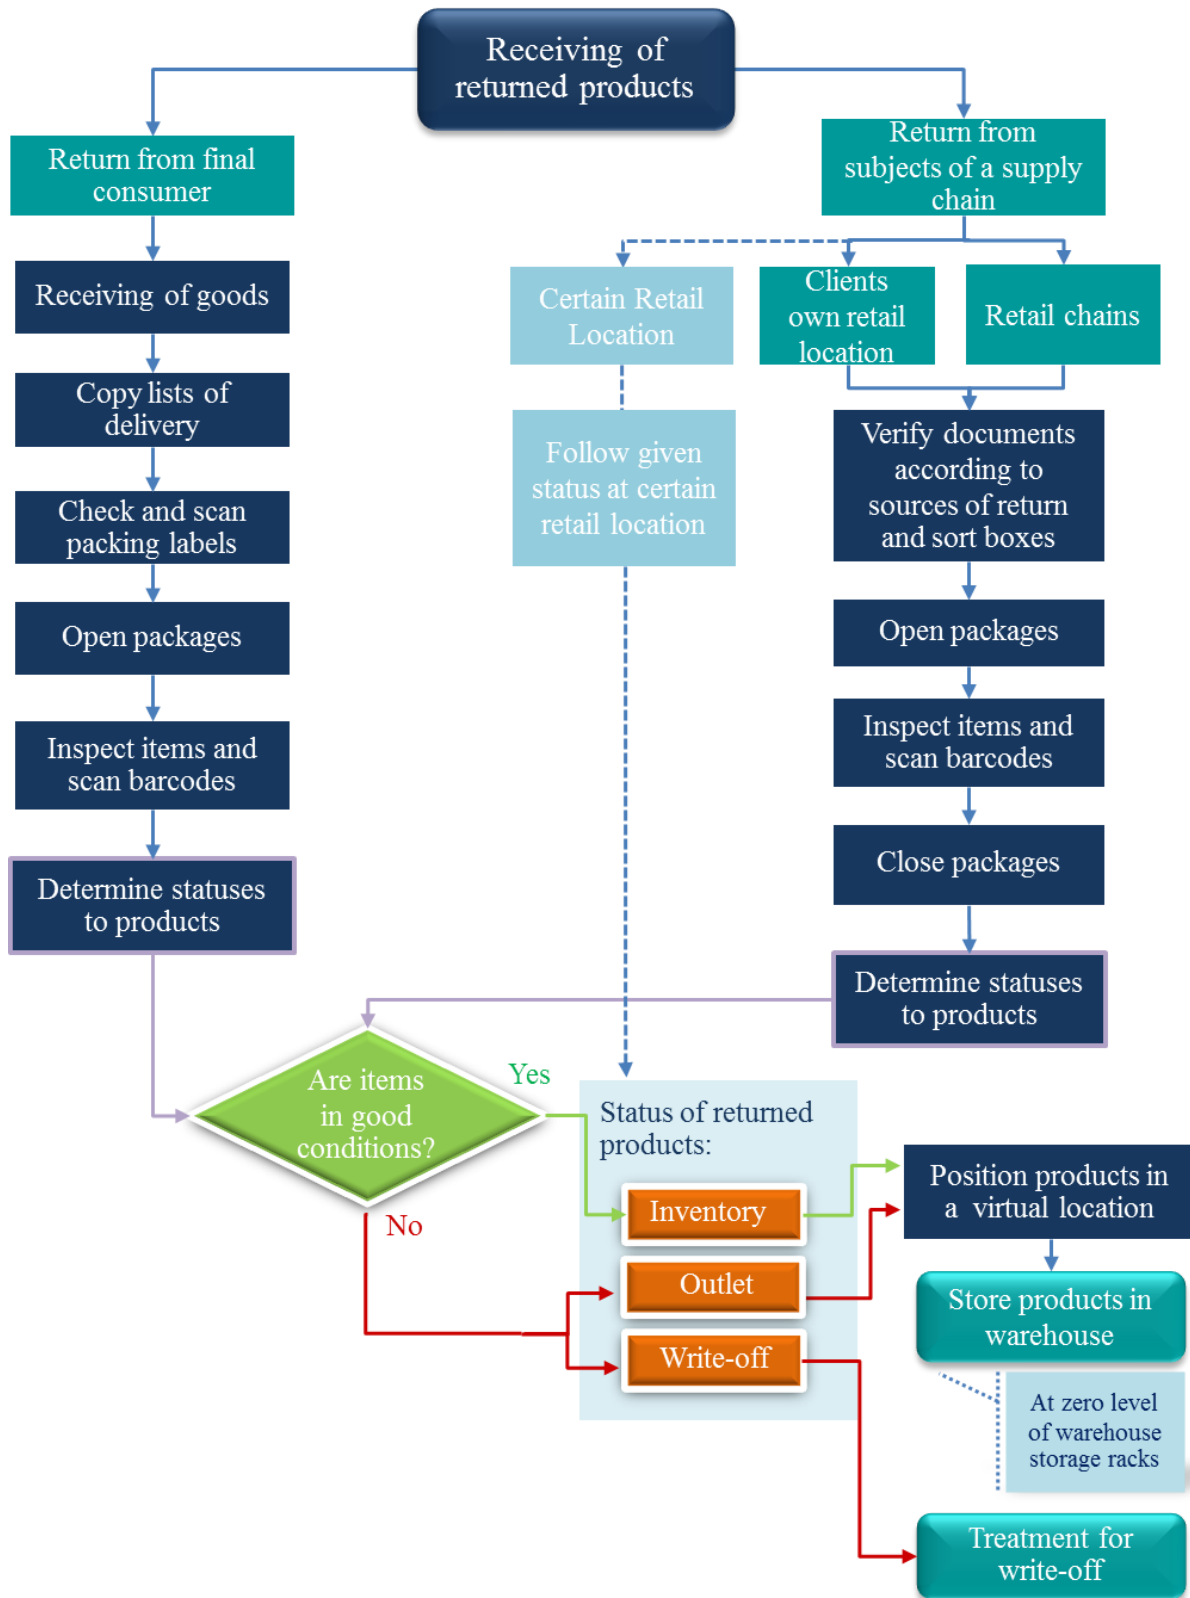 Receiving of
returned products
Return from final
consumer
Receiving of goods
Copy lists of
delivery
Check and scan
packing labels
Open packages
Inspect items and
scan barcodes
Determine statuses
to products
Return from
subjects of a supply
chain
Certain Retail
Location
Clients
own retail
location
Retail chains
Follow given
status at certain
retail location
Verify documents
according to
sources of return
and sort boxes
Open packages
Inspect items and
scan barcodes
Close packages
Determine statuses
to products
Are items
in good
conditions?
Yes
No
Status of returned
products:
Inventory
Outlet
Write-off
Position products in
a virtual location
Store products in
warehouse
At zero level
of warehouse
storage racks
Treatment for
write-off